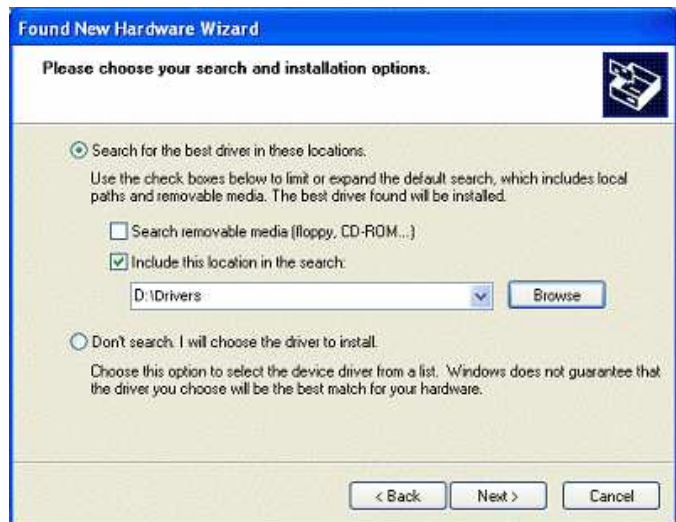 Found New Hardware Wizard
Please choose your search and installation options.
Search for the best driver in these locations.
Use the check boxes below to limit or expand the default search, which includes local
paths and removable media. The best driver found will be installed.
Search removable media (floppy, CD-ROM...)
Include this location in the search:
D:\Drivers
Browse
Don't search. I will choose the driver to install.
Choose this option to select the device driver from a list. Windows does not guarantee that
the driver you choose will be the best match for your hardware.
< Back
Next >
Cancel